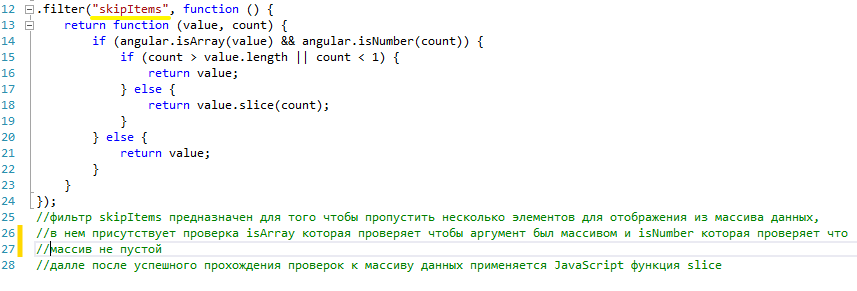 12 .filter("skipItems", function () {
13 return function (value, count) {
14 if (angular.isArray(value) && angular.isNumber(count)) {
15 if (count > value.length || count < 1) {
16 return value;
17 } else {
18 return value.slice(count);
19 }
20 } else {
21 return value;
22 }
23 }
24 });
25 //фильтр skipItems предназначен для того чтобы пропустить несколько элементов для отображения из массива данных,
26 //в нем присутствует проверка isArray которая проверяет чтобы аргумент был массивом и isNumber которая проверяет что
27 //массив не пустой
28 //далле после успешного прохождения проверок к массиву данных применяется JavaScript функция slice